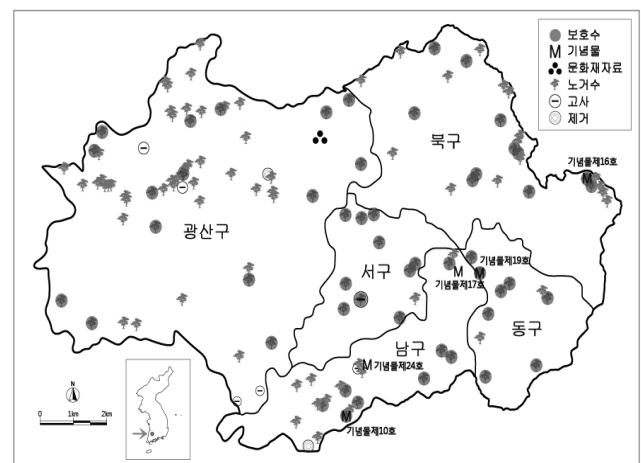 보호수
M 기념물
문화재자료
노거수
고사
제거
북구
기념물제16호
광산구
서구
기념물제19호
M
기념물제17호
동구
남구
M 기념물제24호
M
기념물제10호
N
0 1km 2km